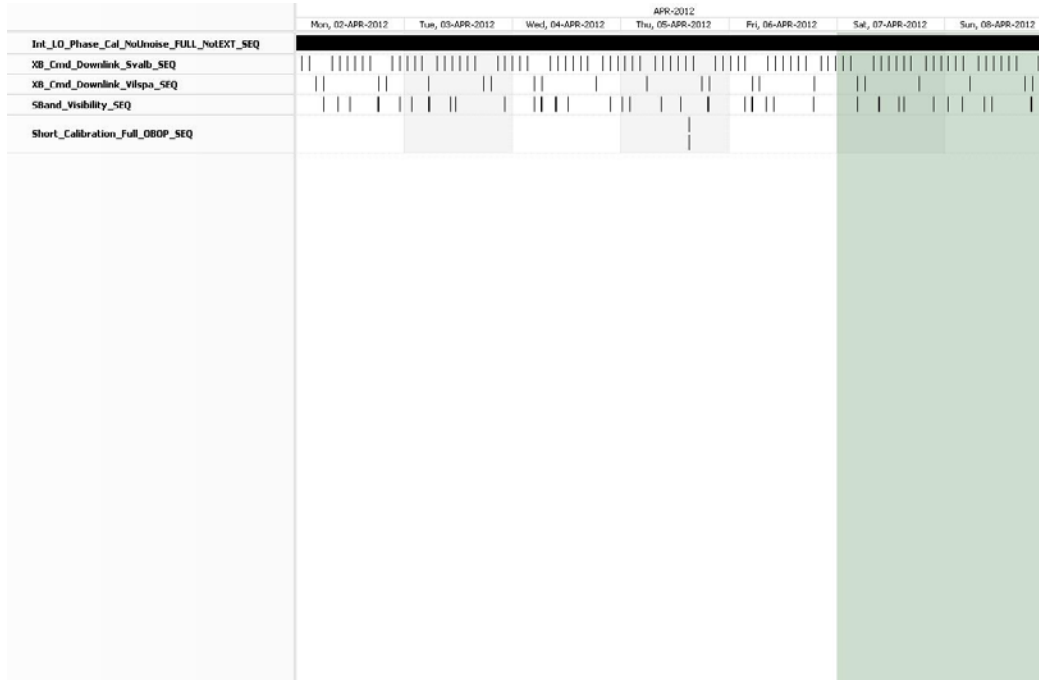 APR-2012
Mon, 02-APR-2012 Tue, 03-APR-2012 Wed, 04-APR-2012 Thu, 05-APR-2012 Fri, 06-APR-2012 Sat, 07-APR-2012 Sun, 08-APR-2012
Int_LO_Phase_Cal_NoUnoise_FULL_NotEXT_SEQ
XB_Cmd_Downlink_Svalb_SEQ
XB_Cmd_Downlink_Vilspa_SEQ
SBand_Visibility_SEQ
Short_Calibration_Full_OBOP_SEQ